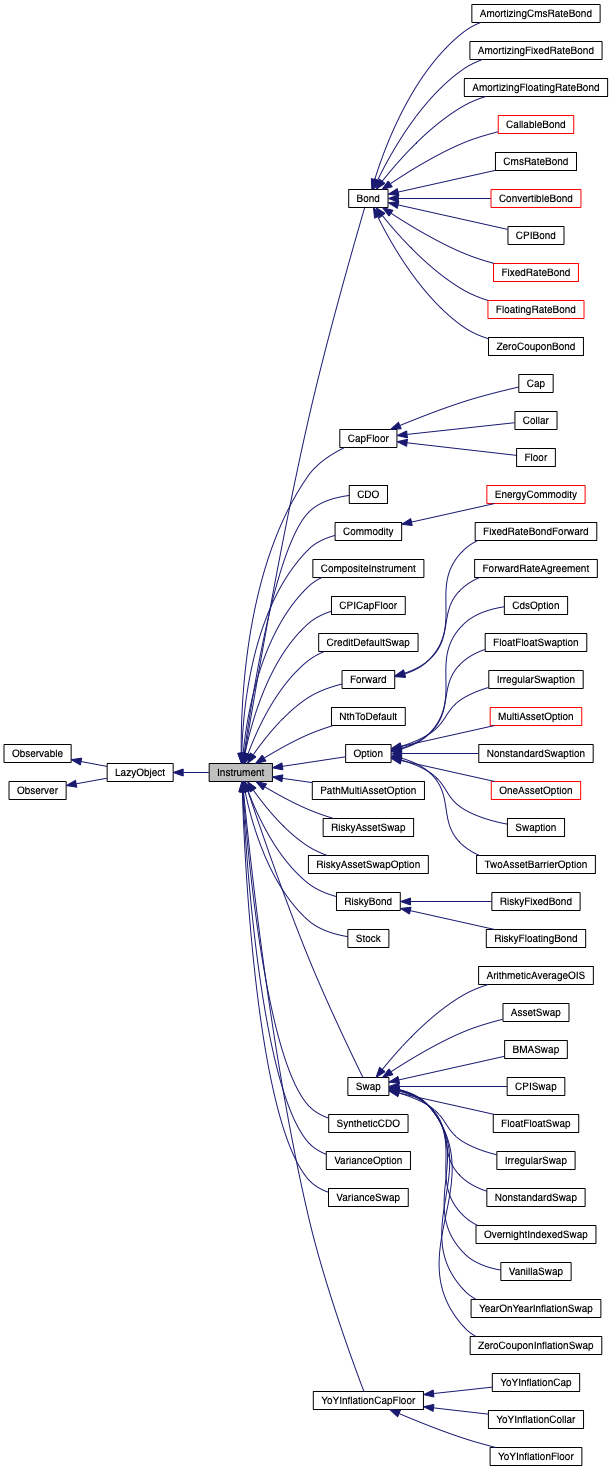 AmortizingCmsRateBond
AmortizingFixedRateBond
AmortizingFloatingRateBond
CallableBond
CmsRateBond
Bond
ConvertibleBond
CPIBond
FixedRateBond
FloatingRateBond
ZeroCouponBond
Cap
Collar
CapFloor
Floor
CDO
EnergyCommodity
Commodity
FixedRateBondForward
CompositeInstrument
ForwardRateAgreement
CPICapFloor
CdsOption
CreditDefaultSwap
FloatFloatSwaption
Forward
IrregularSwaption
NthToDefault
MultiAssetOption
Observable
Option
NonstandardSwaption
LazyObject
Instrument
Observer
PathMultiAssetOption
OneAssetOption
RiskyAssetSwap
Swaption
RiskyAssetSwapOption
TwoAssetBarrierOption
RiskyBond
RiskyFixedBond
Stock
RiskyFloatingBond
ArithmeticAverageOIS
AssetSwap
BMASwap
Swap
CPISwap
SyntheticCDO
FloatFloatSwap
VarianceOption
IrregularSwap
VarianceSwap
NonstandardSwap
OvernightIndexedSwap
VanillaSwap
YearOnYearInflationSwap
ZeroCouponInflationSwap
YoYInflationCap
YoYInflationCapFloor
YoYInflationCollar
YoYInflationFloor